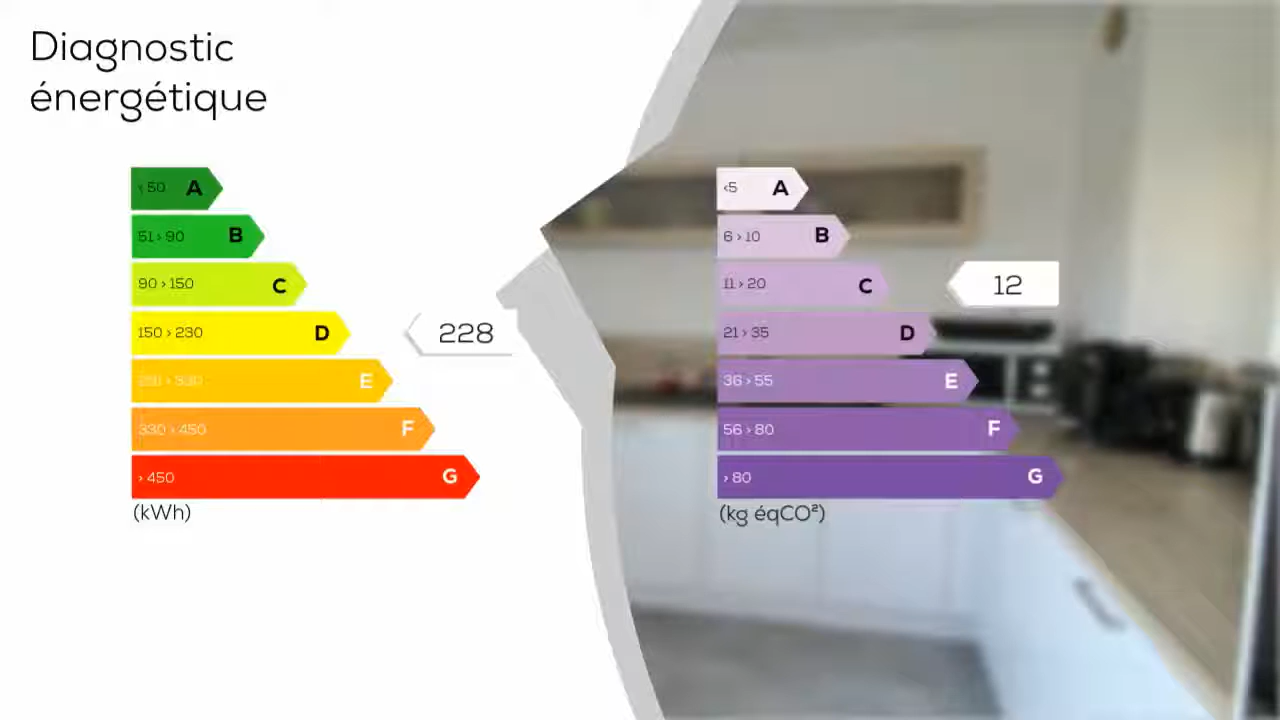 Diagnostic
énergétique
< 50 A
51 > 90 B
90 > 150 C
150 > 230 D
228
E
330 > 450 F
> 450 G
(kWh)
<5 A
6 > 10 B
11 > 20 C
12
21 > 35 D
36 > 55 E
56 > 80 F
> 80 G
(kg éqCO²)